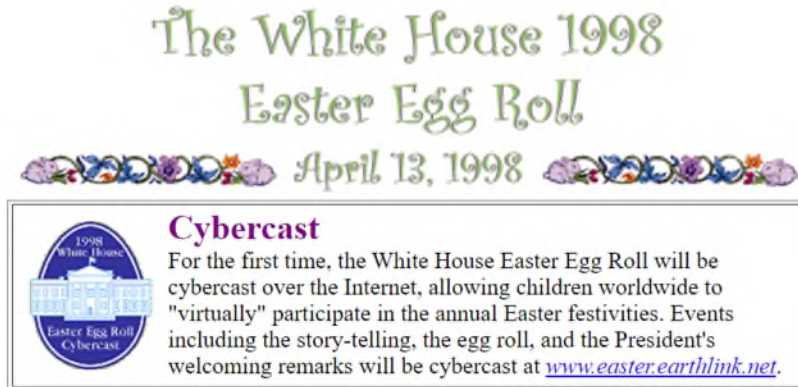 The White House 1998
Easter Egg Roll
April 13, 1998
1998
White House
Easter Egg Roll
Cybercast
Cybercast
For the first time, the White House Easter Egg Roll will be
cybercast over the Internet, allowing children worldwide to
"virtually" participate in the annual Easter festivities. Events
including the story-telling, the egg roll, and the President's
welcoming remarks will be cybercast at www.easter.earthlink.net.